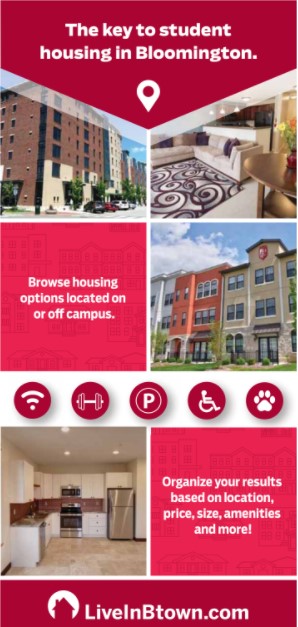 The key to student
housing in Bloomington.
Browse housing
options located on
or off campus.
P
Organize your results
based on location,
price, size, amenities
and more!
LiveInBtown.com